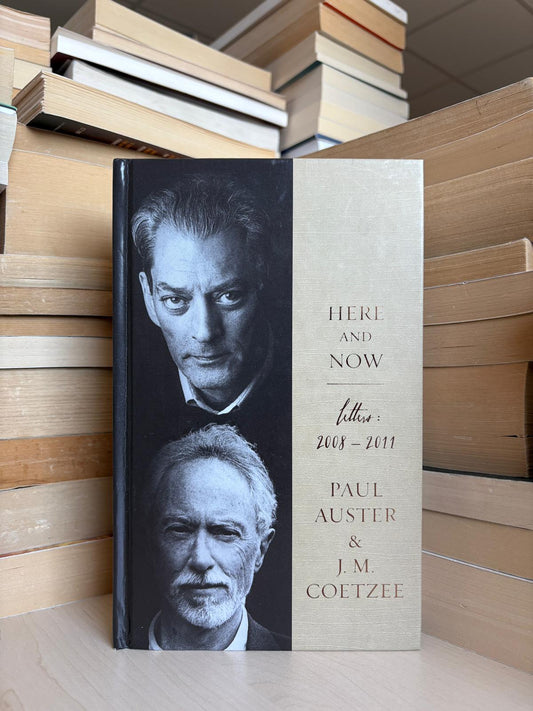 HERE
AND
NOW
letters:
2008 – 2011
PAUL
AUSTER
&
J. M.
COETZEE